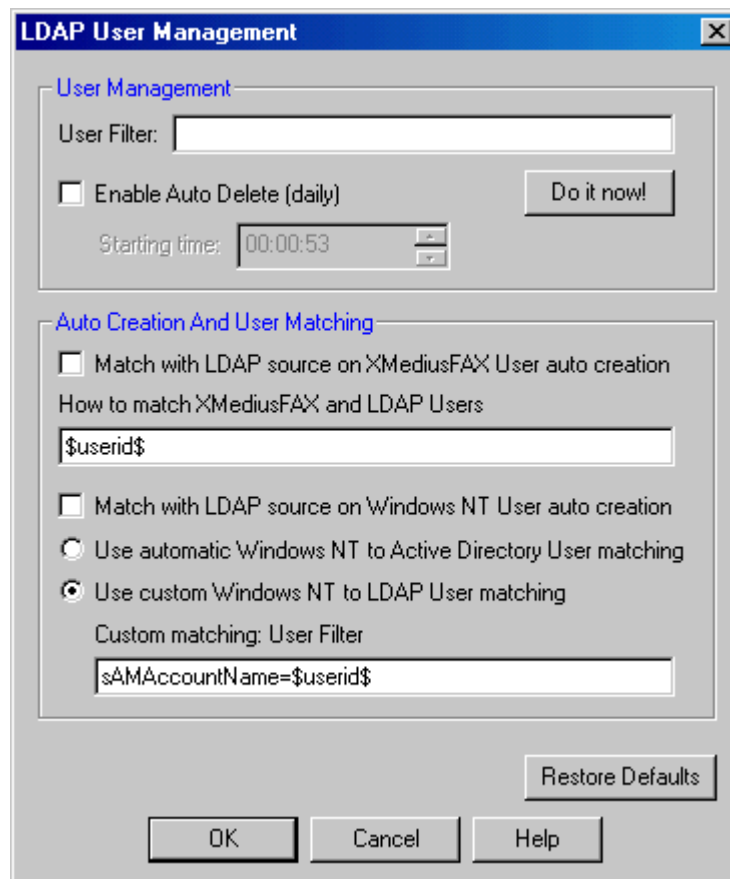 LDAP User Management
User Management
User Filter:
Enable Auto Delete (daily)
Do it now!
Starting time: 00:00:53
Auto Creation And User Matching
Match with LDAP source on XMediusFAX User auto creation
How to match XMediusFAX and LDAP Users
$userid$
Match with LDAP source on Windows NT User auto creation
Use automatic Windows NT to Active Directory User matching
Use custom Windows NT to LDAP User matching
Custom matching: User Filter
sAMAccountName=$userid$
Restore Defaults
OK Cancel Help